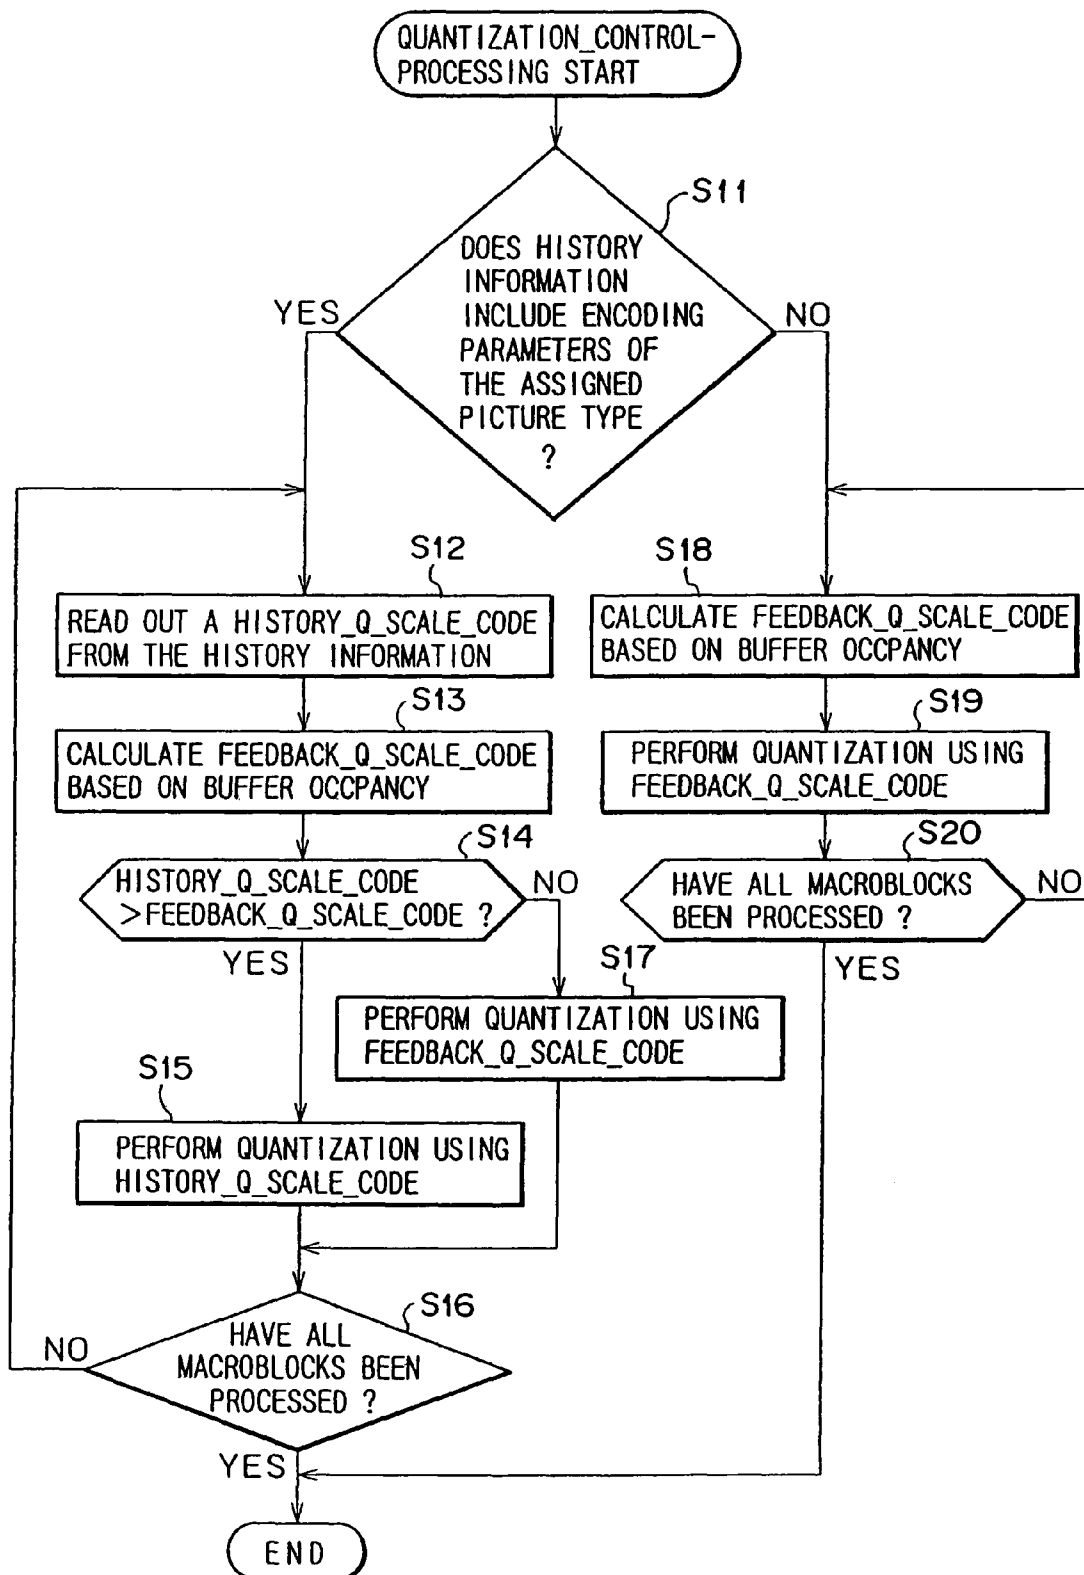 QUANTIZATION_CONTROL-
PROCESSING START
S11
DOES HISTORY
INFORMATION
INCLUDE ENCODING
PARAMETERS OF
THE ASSIGNED
PICTURE TYPE
?
YES
NO
S12
READ OUT A HISTORY_Q_SCALE_CODE
FROM THE HISTORY INFORMATION
S13
CALCULATE FEEDBACK_Q_SCALE_CODE
BASED ON BUFFER OCCPANCY
S14
HISTORY_Q_SCALE_CODE
>FEEDBACK_Q_SCALE_CODE ?
NO
YES
S17
PERFORM QUANTIZATION USING
FEEDBACK_Q_SCALE_CODE
S15
PERFORM QUANTIZATION USING
HISTORY_Q_SCALE_CODE
S16
HAVE ALL
MACROBLOCKS BEEN
PROCESSED ?
NO
YES
S18
CALCULATE FEEDBACK_Q_SCALE_CODE
BASED ON BUFFER OCCPANCY
S19
PERFORM QUANTIZATION USING
FEEDBACK_Q_SCALE_CODE
S20
HAVE ALL MACROBLOCKS
BEEN PROCESSED ?
NO
YES
END